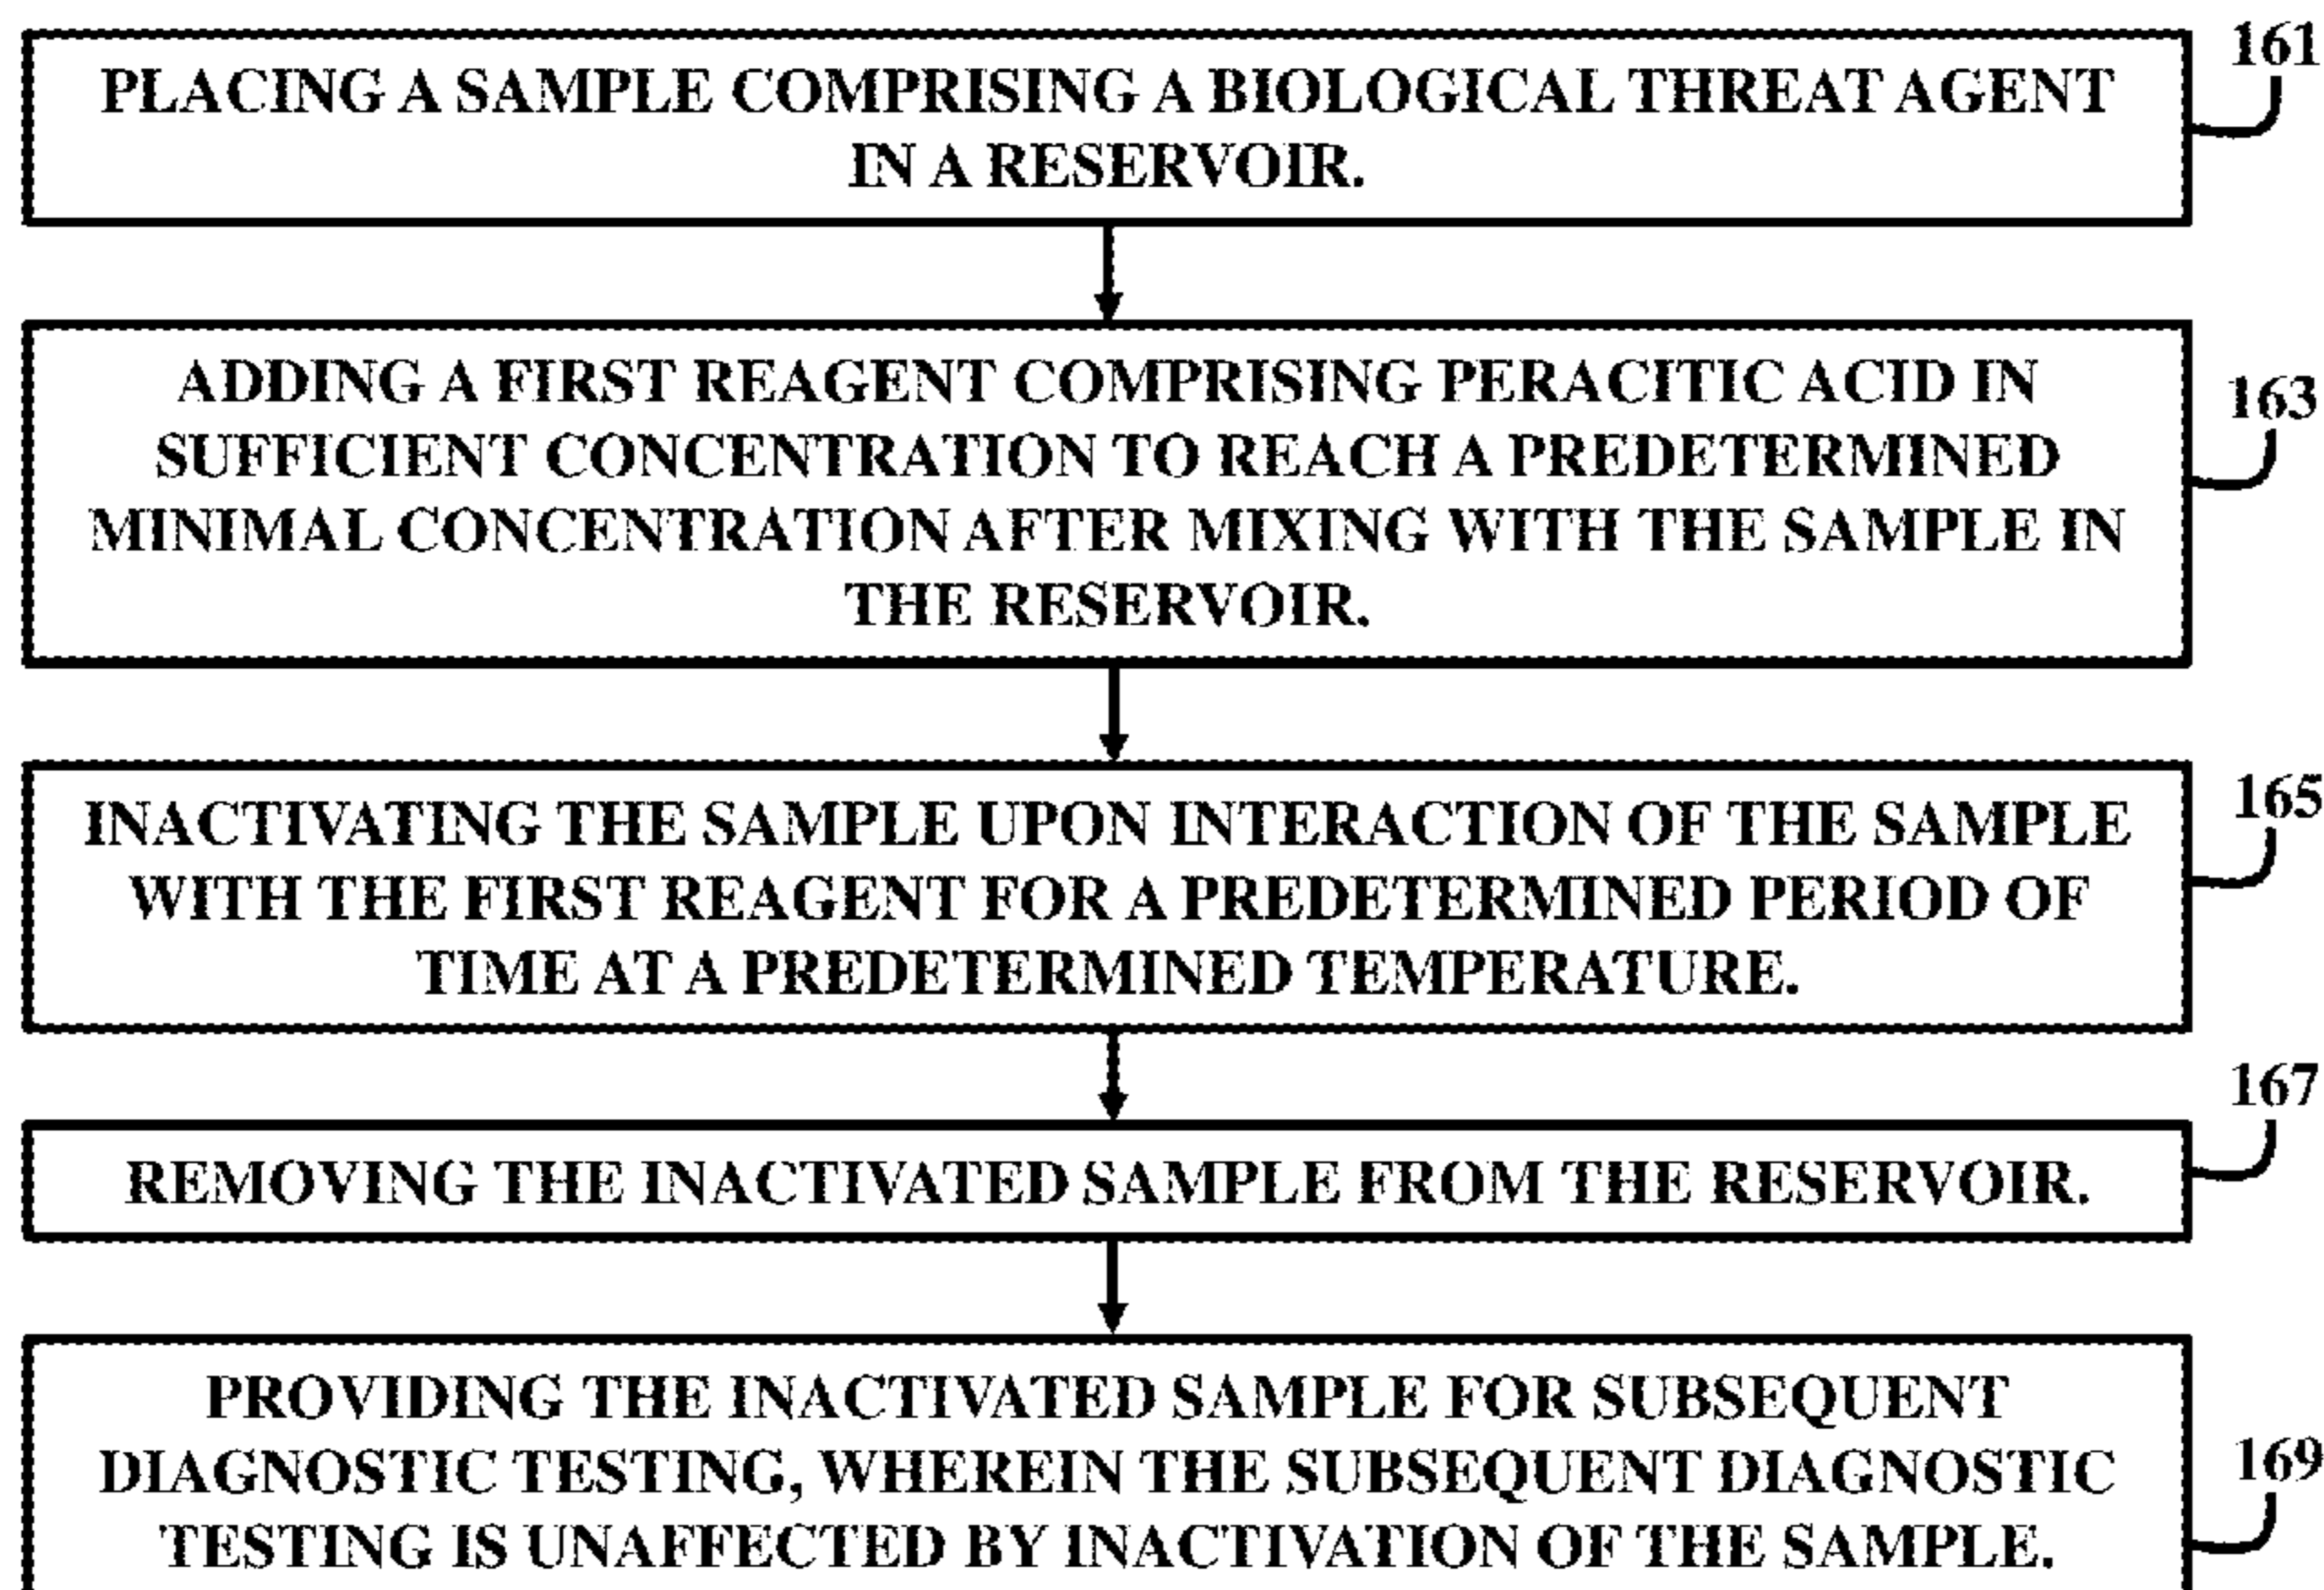 161
PLACING A SAMPLE COMPRISING A BIOLOGICAL THREAT AGENT
IN A RESERVOIR.
163
ADDING A FIRST REAGENT COMPRISING PERACITIC ACID IN
SUFFICIENT CONCENTRATION TO REACH A PREDETERMINED
MINIMAL CONCENTRATION AFTER MIXING WITH THE SAMPLE IN
THE RESERVOIR.
165
INACTIVATING THE SAMPLE UPON INTERACTION OF THE SAMPLE
WITH THE FIRST REAGENT FOR A PREDETERMINED PERIOD OF
TIME AT A PREDETERMINED TEMPERATURE.
167
REMOVING THE INACTIVATED SAMPLE FROM THE RESERVOIR.
169
PROVIDING THE INACTIVATED SAMPLE FOR SUBSEQUENT
DIAGNOSTIC TESTING, WHEREIN THE SUBSEQUENT DIAGNOSTIC
TESTING IS UNAFFECTED BY INACTIVATION OF THE SAMPLE.